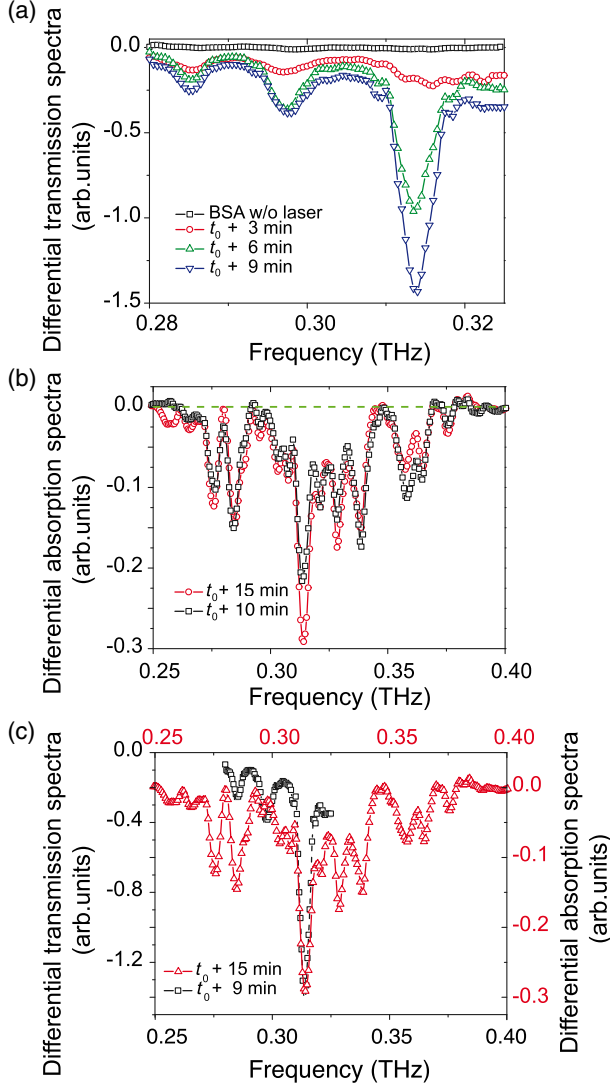 (a)
Differential transmission spectra
(arb.units)
0.0
-0.5
-1.0
-1.5
BSA w/o laser
t0 + 3 min
t0 + 6 min
t0 + 9 min
0.28 0.30 0.32
Frequency (THz)
(b)
Differential absorption spectra
(arb.units)
0.0
-0.1
-0.2
-0.3
t0+ 15 min
t0+ 10 min
0.25 0.30 0.35 0.40
Frequency (THz)
(c)
0.25 0.30 0.35 0.40
Differential transmission spectra
(arb.units)
0.0
-0.4
-0.8
-1.2
0.0
-0.1
-0.2
-0.3
Differential absorption spectra
(arb.units)
t0 + 15 min
t0 + 9 min
0.25 0.30 0.35 0.40
Frequency (THz)